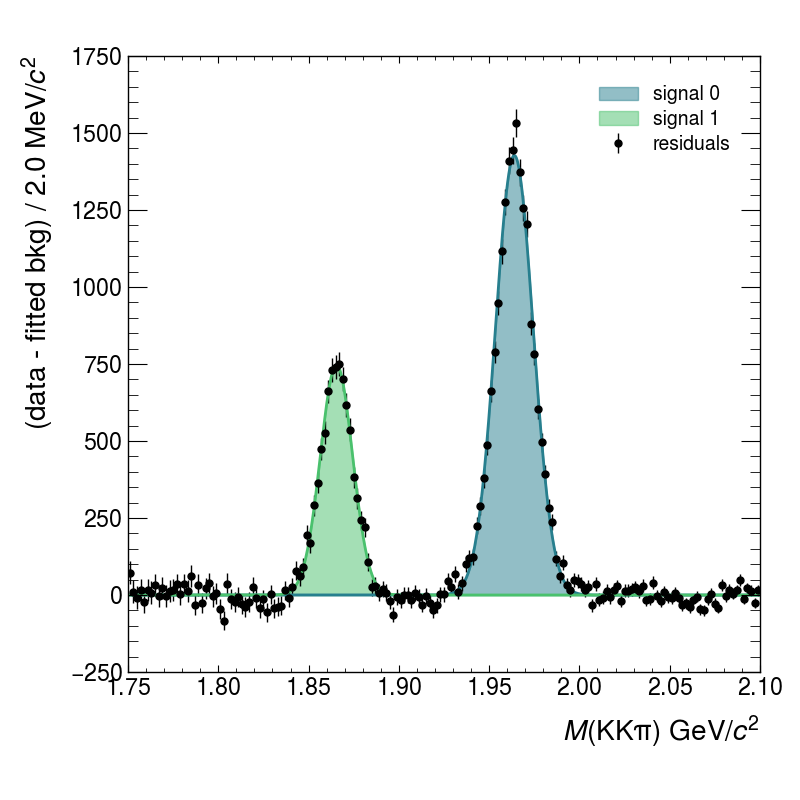 (data - fitted bkg) / 2.0 MeV/c²
1750
1500
1250
1000
750
500
250
0
−250
signal 0
signal 1
residuals
1.75 1.80 1.85 1.90 1.95 2.00 2.05 2.10
M(KKπ) GeV/c²